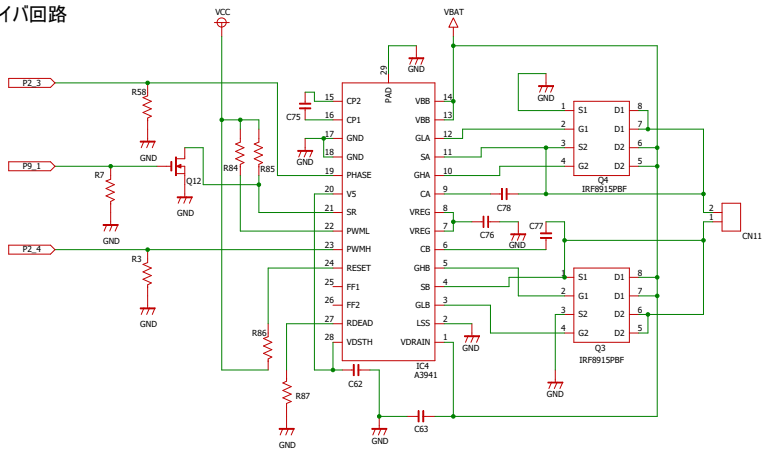 イバ回路
VCC
VBAT
P2_3
R58
GND
P9_1
R7
Q12
GND
GND
P2_4
R3
GND
R84
R85
R86
R87
GND
C75
GND
29
GND
PAD
15 CP2 VBB 14
16 CP1 VBB 13
17 GND GLA 12
18 GND SA 11
19 PHASE GHA 10
20 V5 CA 9
21 SR VREG 8
22 PWML VREG 7
23 PWMH CB 6
24 RESET GHB 5
25 FF1 SB 4
26 FF2 GLB 3
27 RDEAD LSS 2
28 VDSTH VDRAIN 1
IC4
A3941
C62
GND
C63
GND
C78
C76
GND
C77
GND
1 S1 D1 8
2 G1 D1 7
3 S2 D2 6
4 G2 D2 5
Q4
IRF8915PBF
1 S1 D1 8
2 G1 D1 7
3 S2 D2 6
4 G2 D2 5
Q3
IRF8915PBF
GND
2
1
CN11